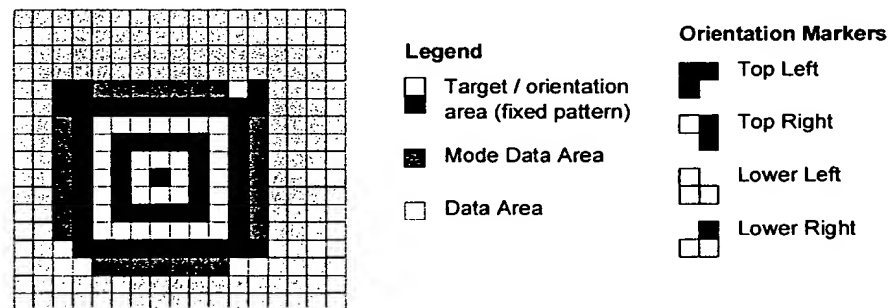 Legend
Target / orientation
area (fixed pattern)
Mode Data Area
Data Area
Orientation Markers
Top Left
Top Right
Lower Left
Lower Right